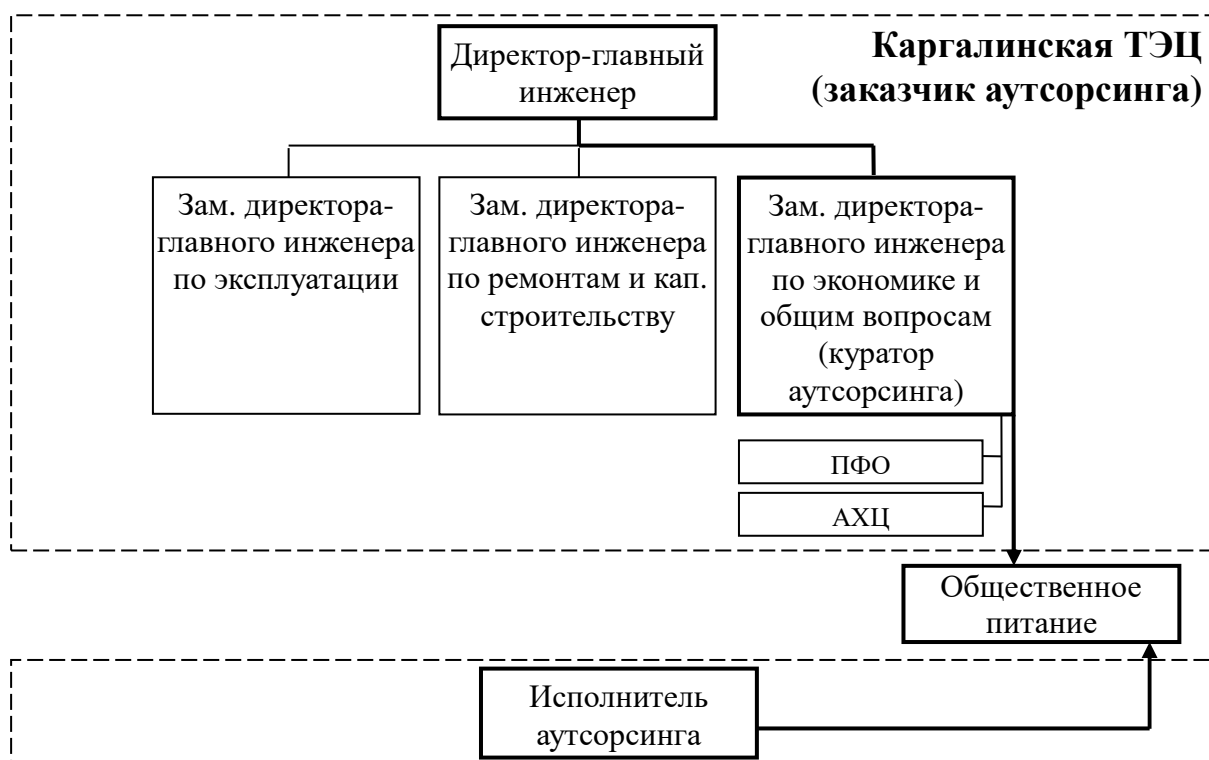 Каргалинская ТЭЦ
(заказчик аутсорсинга)
Директор-главный
инженер
Зам. директора-
главного инженера
по эксплуатации
Зам. директора-
главного инженера
по ремонтам и кап.
строительству
Зам. директора-
главного инженера
по экономике и
общим вопросам
(куратор
аутсорсинга)
ПФО
АХЦ
Общественное
питание
Исполнитель
аутсорсинга